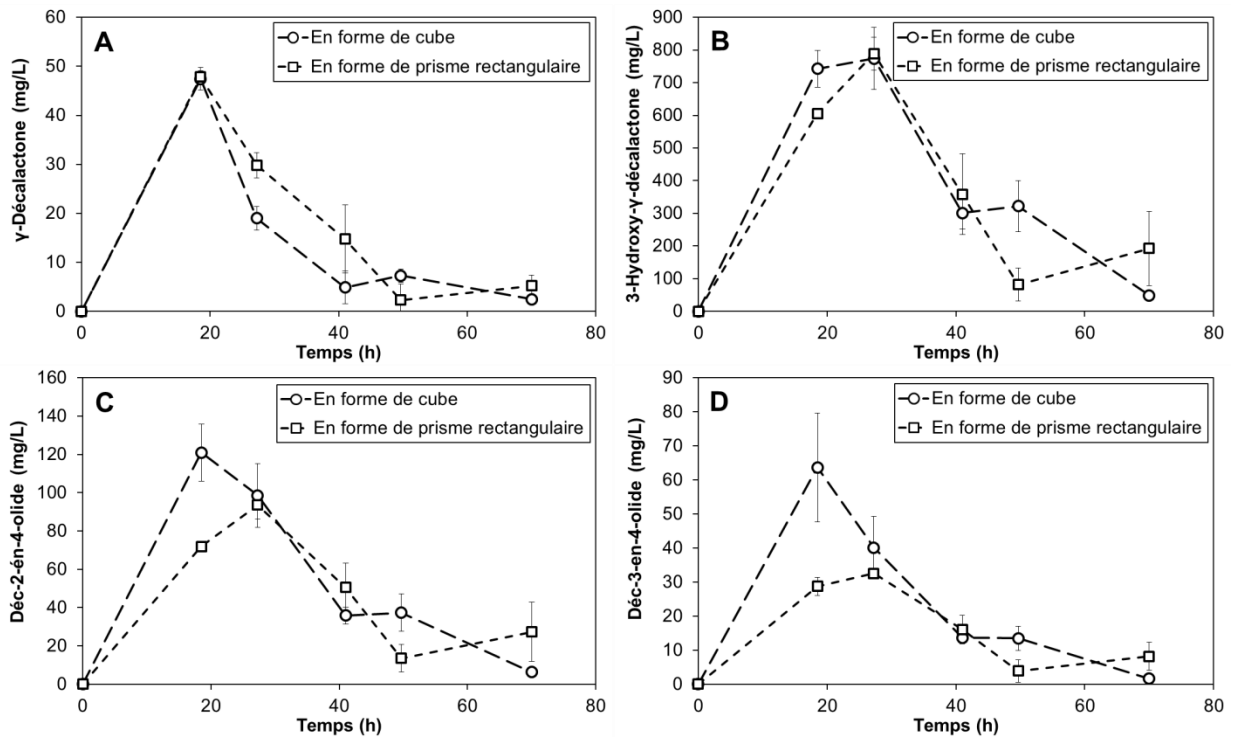 A
En forme de cube
En forme de prisme rectangulaire
γ-Décalactone (mg/L)
60
50
40
30
20
10
0
0 20 40 60 80
Temps (h)
B
En forme de cube
En forme de prisme rectangulaire
3-Hydroxy-γ-décalactone (mg/L)
900
800
700
600
500
400
300
200
100
0
0 20 40 60 80
Temps (h)
C
En forme de cube
En forme de prisme rectangulaire
Déc-2-én-4-olide (mg/L)
160
140
120
100
80
60
40
20
0
0 20 40 60 80
Temps (h)
D
En forme de cube
En forme de prisme rectangulaire
Déc-3-en-4-olide (mg/L)
90
80
70
60
50
40
30
20
10
0
0 20 40 60 80
Temps (h)